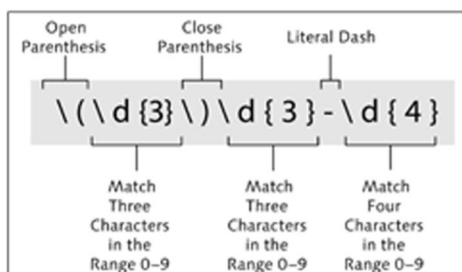 Open Parenthesis
Close Parenthesis
Literal Dash
\(\d{3}\)\d{3}-\d{4}
Match Three Characters in the Range 0–9
Match Three Characters in the Range 0–9
Match Four Characters in the Range 0–9